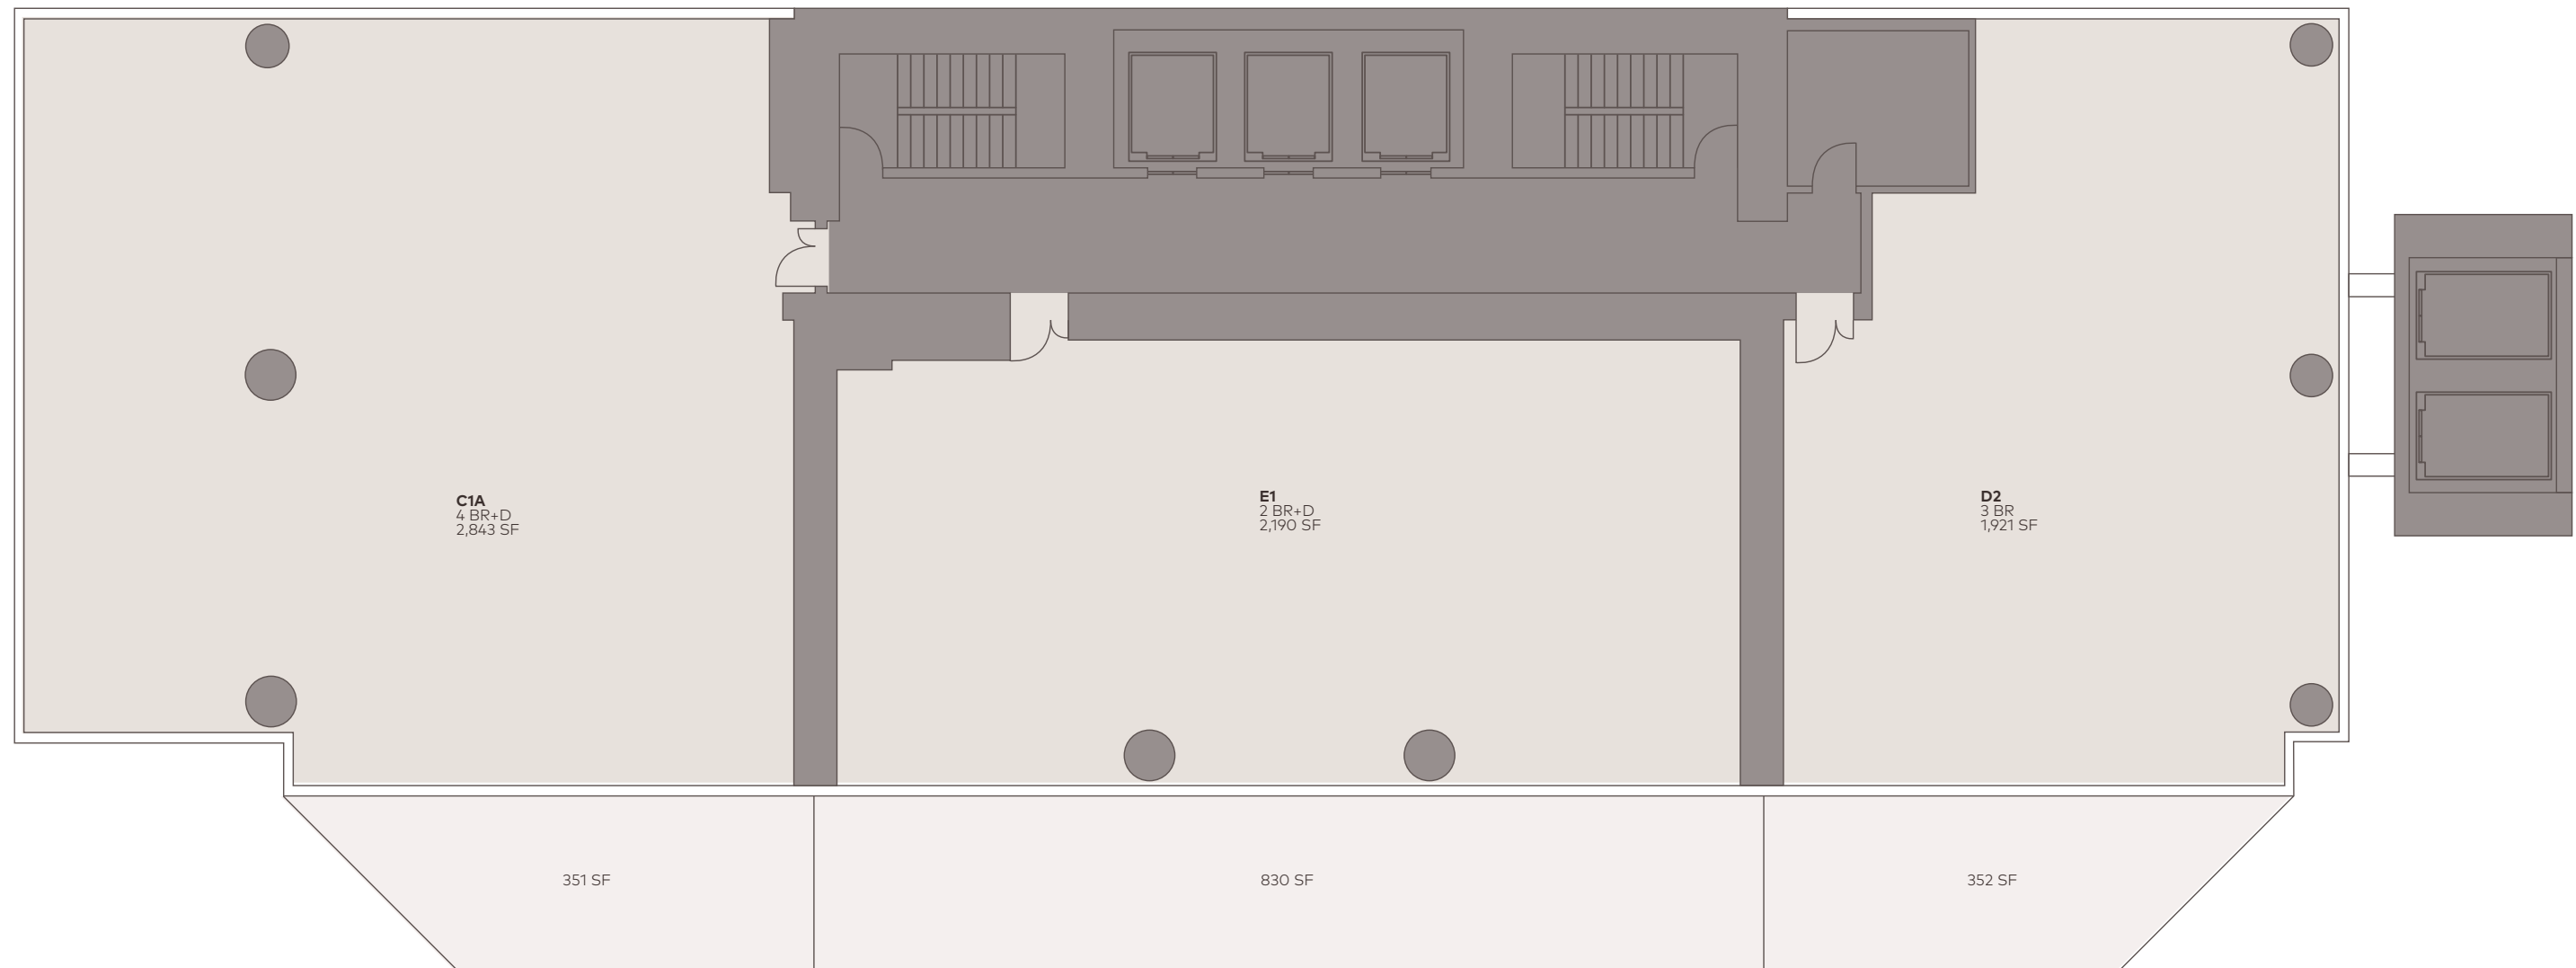 C1A
4 BR+D
2,843 SF
E1
2 BR+D
2,190 SF
D2
3 BR
1,921 SF
351 SF
830 SF
352 SF